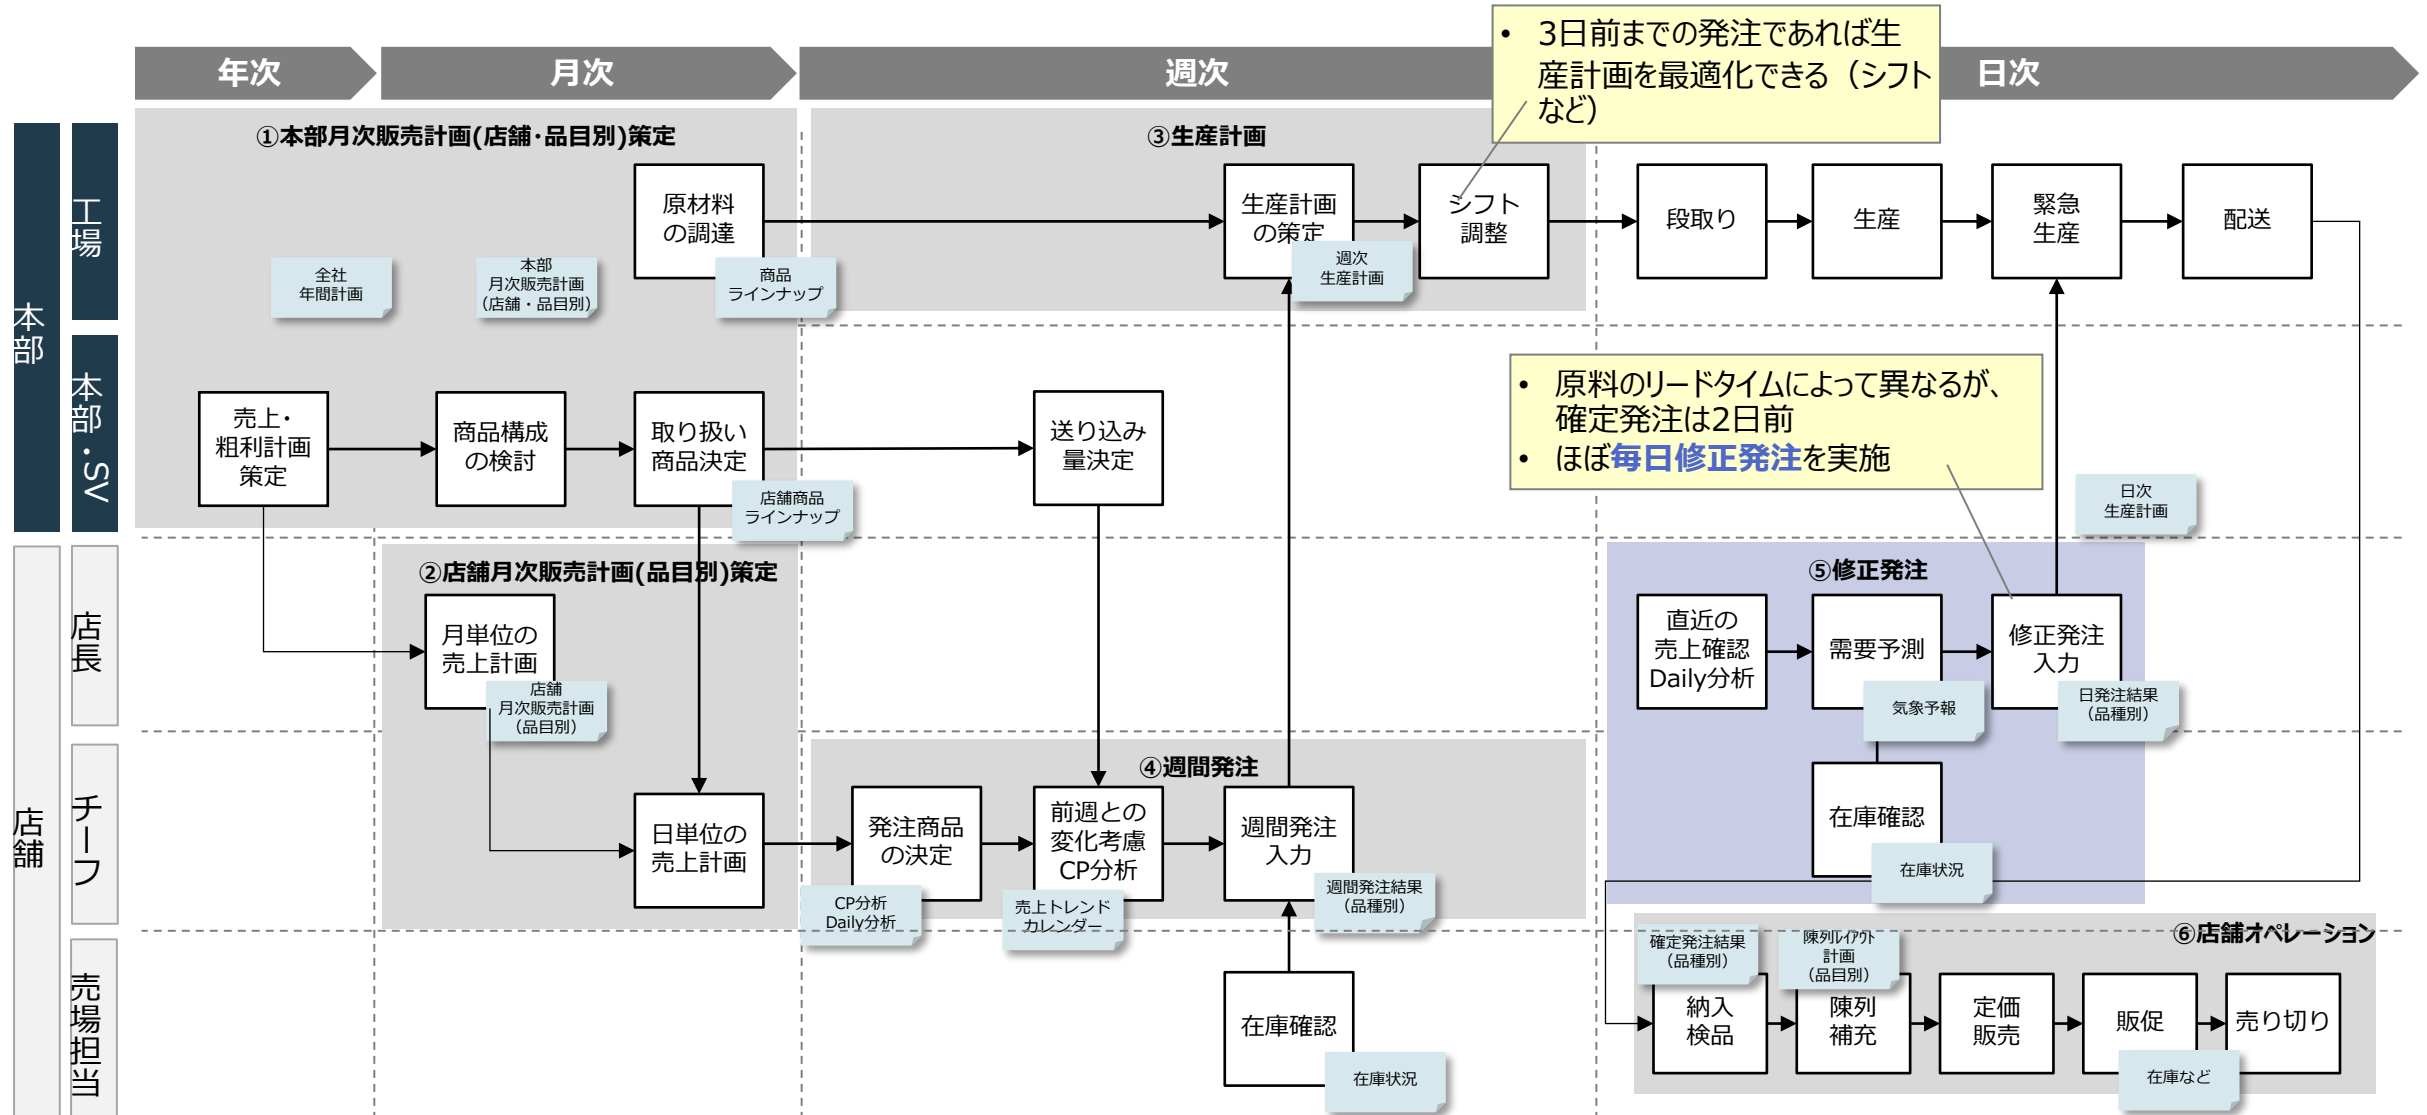 年次
月次
週次
日次
• 3日前までの発注であれば生
産計画を最適化できる（シフト
など）
本部
工場
本部・SV
店舗
店長
チーフ
売場担当
①本部月次販売計画(店舗・品目別)策定
原材料
の調達
全社
年間計画
本部
月次販売計画
（店舗・品目別）
商品
ラインナップ
売上・
粗利計画
策定
商品構成
の検討
取り扱い
商品決定
店舗商品
ラインナップ
③生産計画
生産計画
の策定
週次
生産計画
シフト
調整
段取り
生産
緊急
生産
配送
送り込み
量決定
• 原料のリードタイムによって異なるが、
確定発注は2日前
• ほぼ毎日修正発注を実施
日次
生産計画
②店舗月次販売計画(品目別)策定
月単位の
売上計画
店舗
月次販売計画
（品目別）
日単位の
売上計画
④週間発注
発注商品
の決定
CP分析
Daily分析
前週との
変化考慮
CP分析
売上トレンド
カレンダー
週間発注
入力
週間発注結果
（品種別）
在庫確認
在庫状況
⑤修正発注
直近の
売上確認
Daily分析
需要予測
気象予報
修正発注
入力
日発注結果
（品種別）
在庫確認
在庫状況
⑥店舗オペレーション
確定発注結果
（品種別）
納入
検品
陳列ﾚｲｱｳﾄ
計画
（品目別）
陳列
補充
定価
販売
販促
在庫など
売り切り